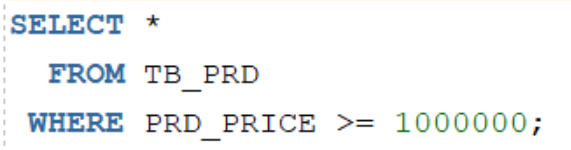 SELECT *
FROM TB_PRD
WHERE PRD_PRICE >= 1000000;